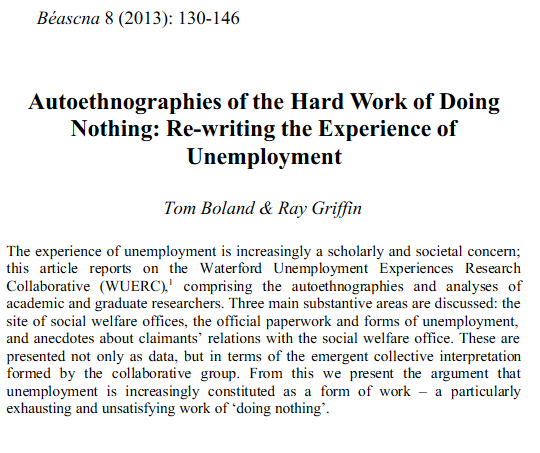 Béascna 8 (2013): 130-146
Autoethnographies of the Hard Work of Doing
Nothing: Re-writing the Experience of
Unemployment
Tom Boland & Ray Griffin
The experience of unemployment is increasingly a scholarly and societal concern;
this article reports on the Waterford Unemployment Experiences Research
Collaborative (WUERC),¹ comprising the autoethnographies and analyses of
academic and graduate researchers. Three main substantive areas are discussed: the
site of social welfare offices, the official paperwork and forms of unemployment,
and anecdotes about claimants' relations with the social welfare office. These are
presented not only as data, but in terms of the emergent collective interpretation
formed by the collaborative group. From this we present the argument that
unemployment is increasingly constituted as a form of work – a particularly
exhausting and unsatisfying work of 'doing nothing'.